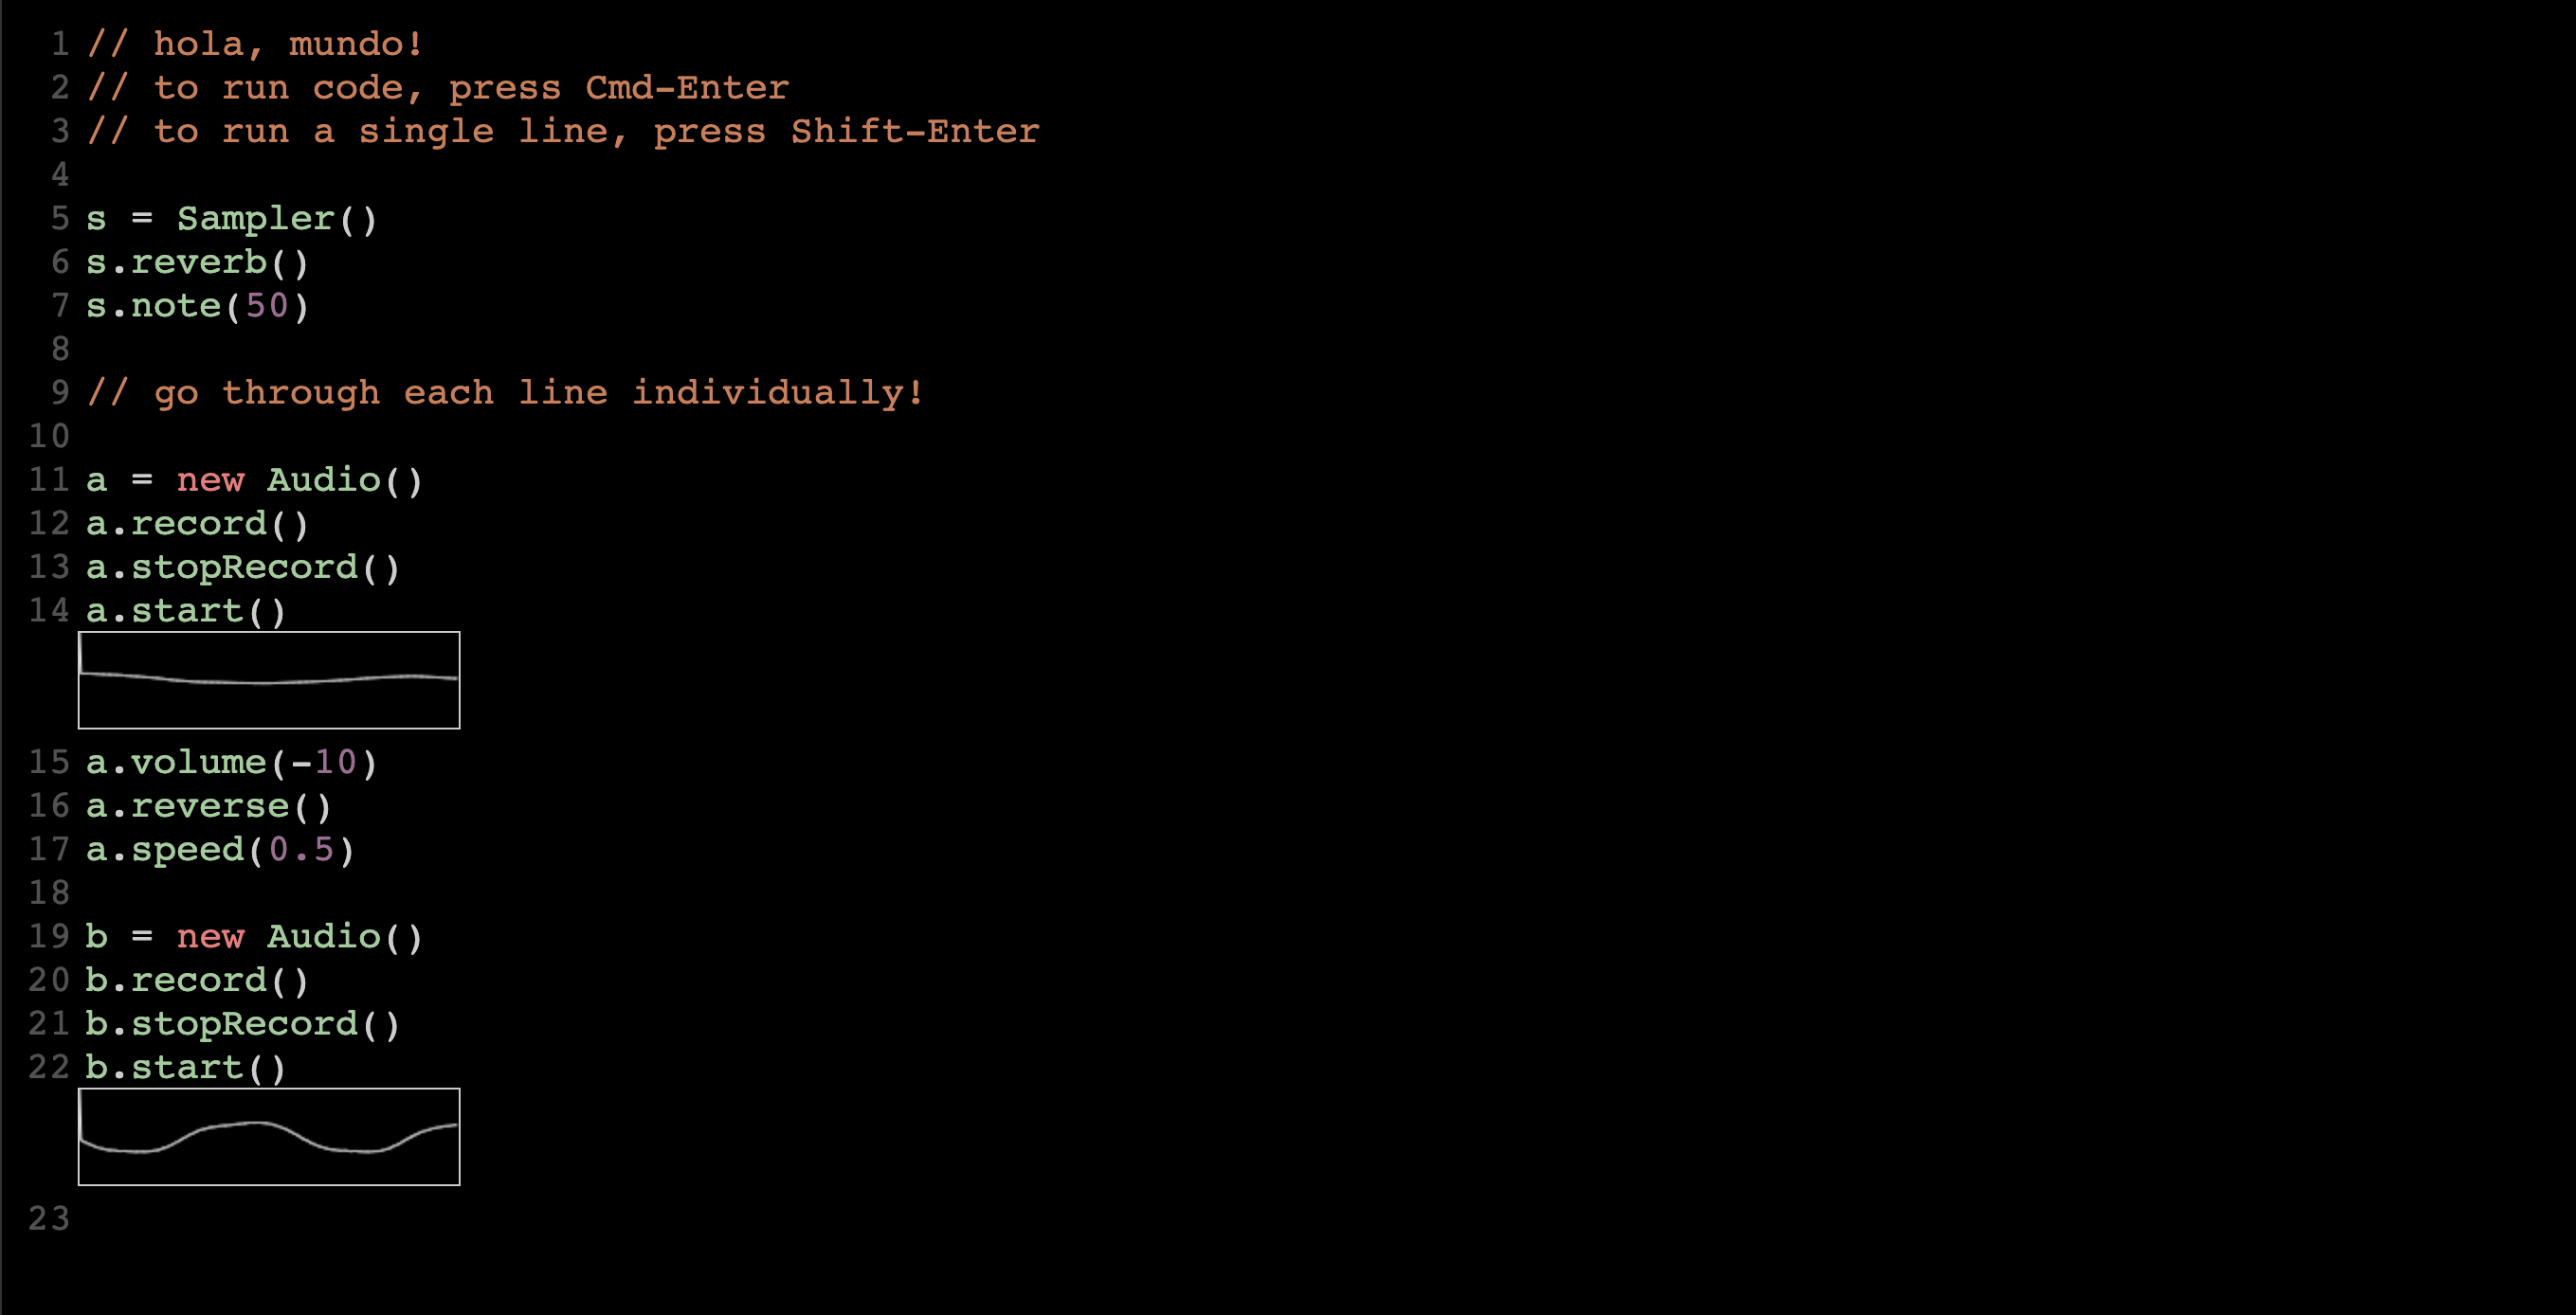 1 // hola, mundo!
2 // to run code, press Cmd-Enter
3 // to run a single line, press Shift-Enter
4
5 s = Sampler()
6 s.reverb()
7 s.note(50)
8
9 // go through each line individually!
10
11 a = new Audio()
12 a.record()
13 a.stopRecord()
14 a.start()
15 a.volume(-10)
16 a.reverse()
17 a.speed(0.5)
18
19 b = new Audio()
20 b.record()
21 b.stopRecord()
22 b.start()
23